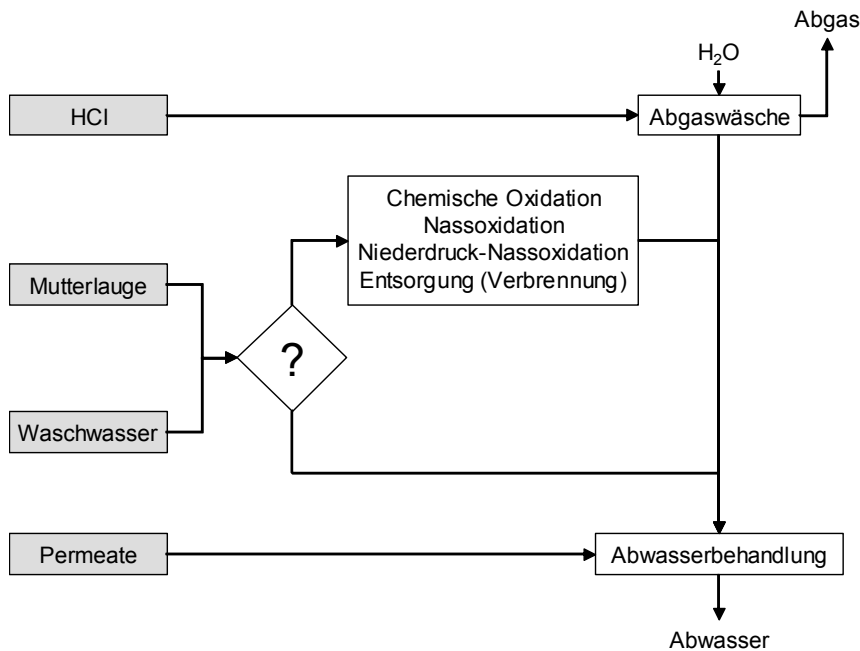 Abgas
H₂O
HCl
Abgaswäsche
Chemische Oxidation
Nassoxidation
Niederdruck-Nassoxidation
Entsorgung (Verbrennung)
Mutterlauge
?
Waschwasser
Permeate
Abwasserbehandlung
Abwasser